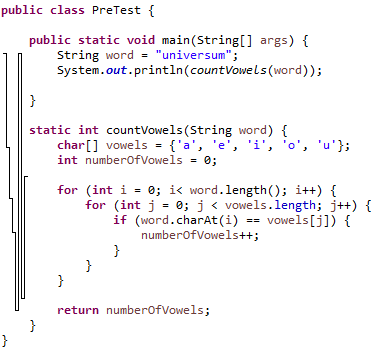 public class PreTest {
public static void main(String[] args) {
String word = "universum";
System.out.println(countVowels(word));
}
static int countVowels(String word) {
char[] vowels = {'a', 'e', 'i', 'o', 'u'};
int numberOfVowels = 0;
for (int i = 0; i< word.length(); i++) {
for (int j = 0; j < vowels.length; j++) {
if (word.charAt(i) == vowels[j]) {
numberOfVowels++;
}
}
}
return numberOfVowels;
}
}